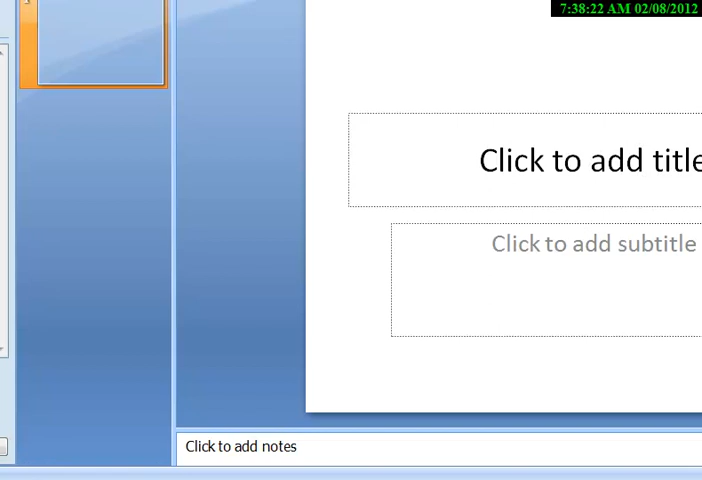 7:38:22 AM 02/08/2012
Click to add title
Click to add subtitle
Click to add notes